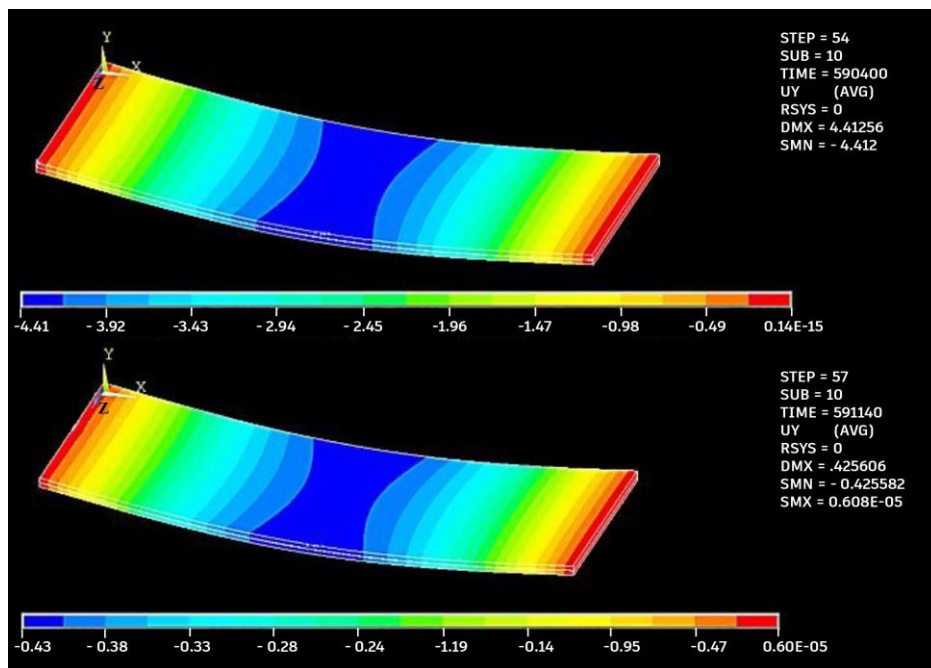 Y
X
Z
STEP = 54
SUB = 10
TIME = 590400
UY (AVG)
RSYS = 0
DMX = 4.41256
SMN = - 4.412
-4.41 -3.92 -3.43 - 2.94 - 2.45 -1.96 -1.47 -0.98 -0.49 0.14E-15
Y
X
Z
STEP = 57
SUB = 10
TIME = 591140
UY (AVG)
RSYS = 0
DMX = .425606
SMN = - 0.425582
SMX = 0.608E-05
-0.43 - 0.38 -0.33 - 0.28 - 0.24 -1.19 -0.14 -0.95 -0.47 0.60E-05